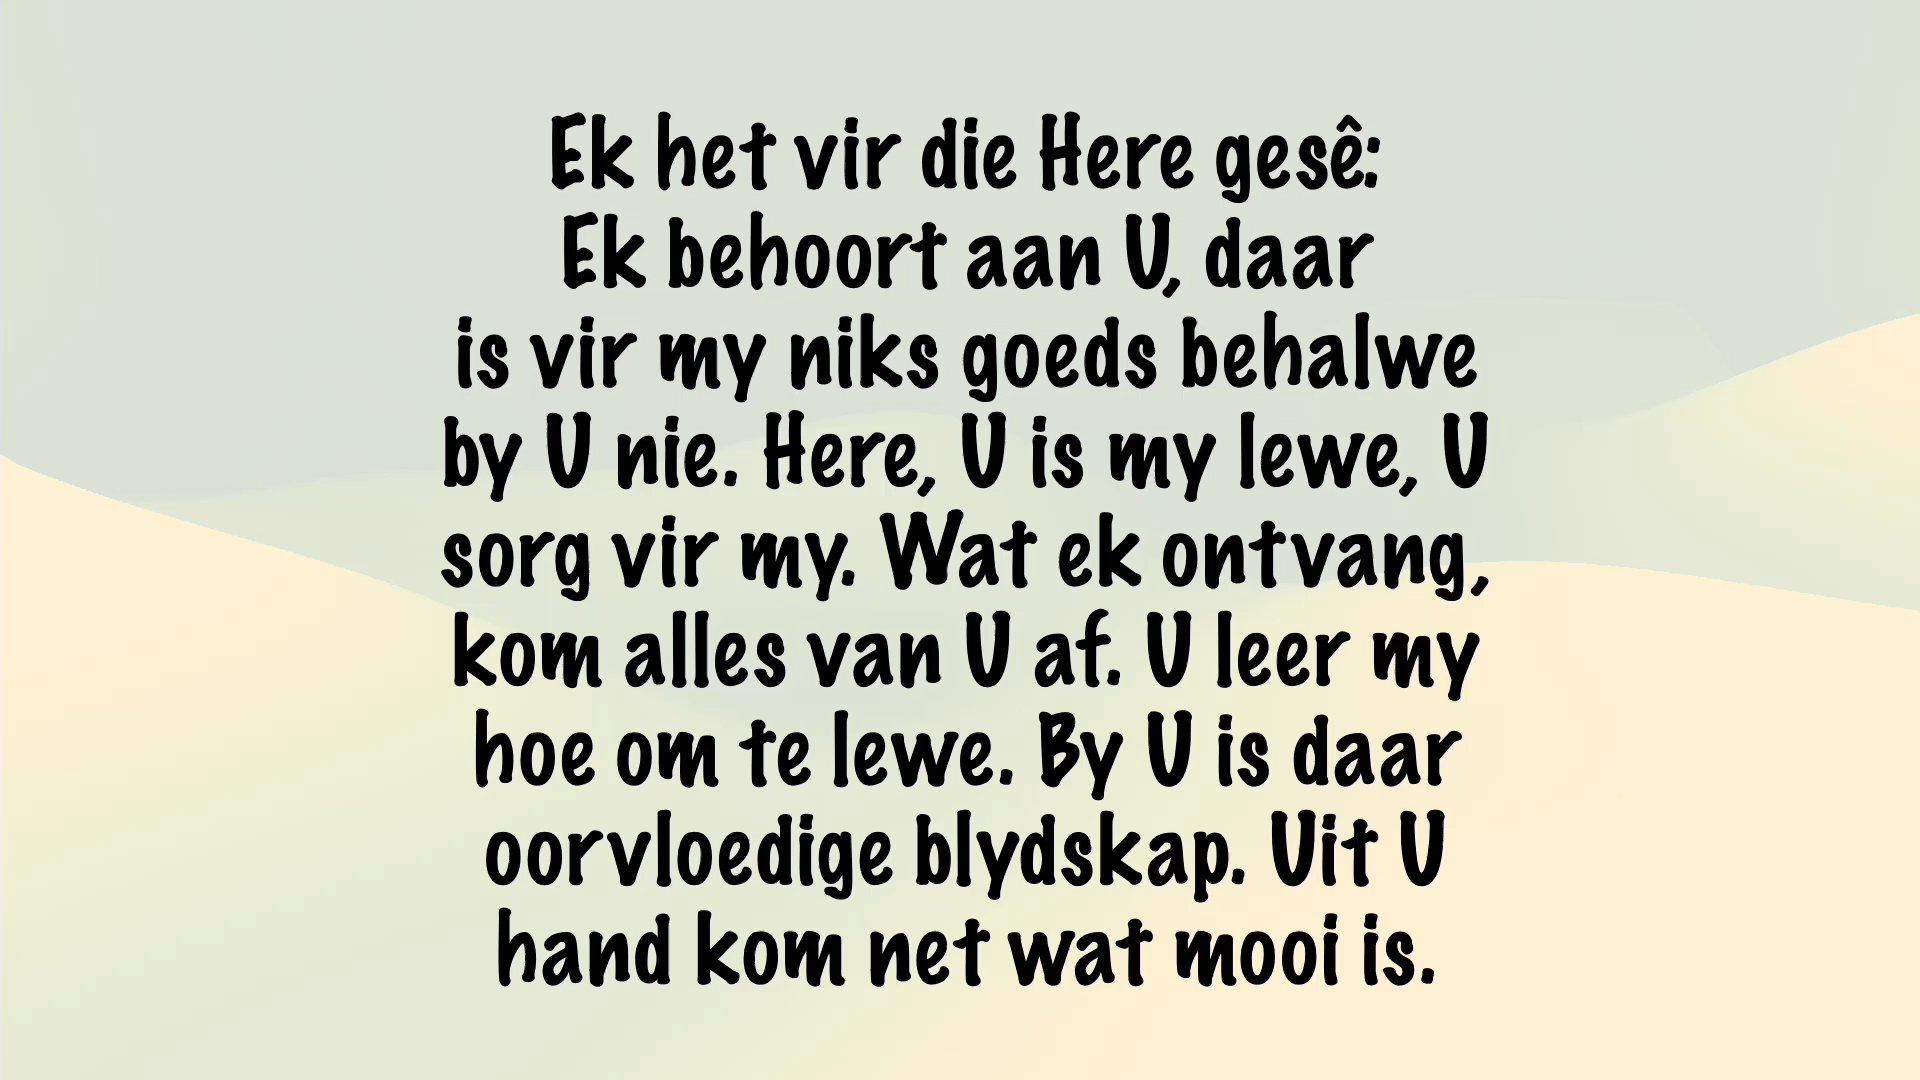 Ek het vir die Here gesê:
Ek behoort aan U, daar
is vir my niks goeds behalwe
by U nie. Here, U is my lewe, U
sorg vir my. Wat ek ontvang,
kom alles van U af. U leer my
hoe om te lewe. By U is daar
oorvloedige blydskap. Uit U
hand kom net wat mooi is.